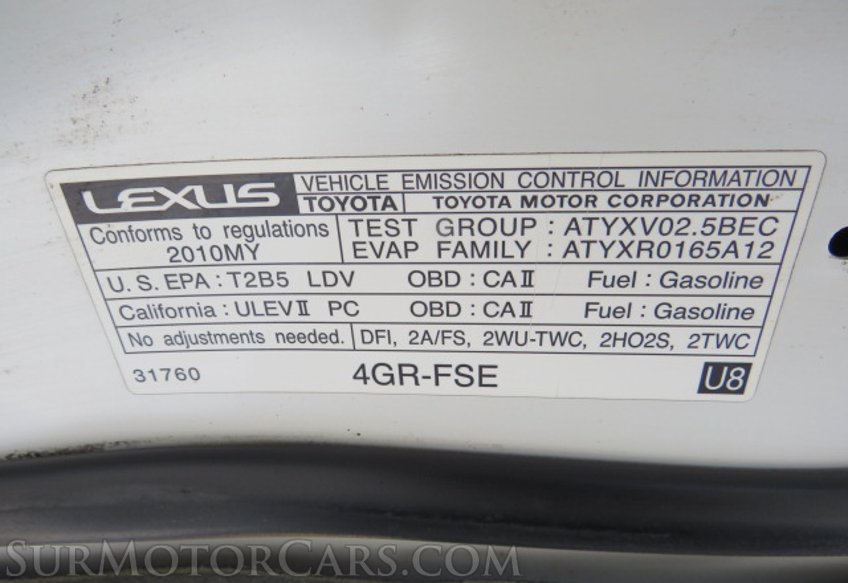 LEXUS VEHICLE EMISSION CONTROL INFORMATION
TOYOTA TOYOTA MOTOR CORPORATION
Conforms to regulations
2010MY
TEST GROUP : ATYXV02.5BEC
EVAP FAMILY : ATYXR0165A12
U.S. EPA : T2B5 LDV OBD : CAⅡ Fuel : Gasoline
California : ULEVⅡ PC OBD : CAⅡ Fuel : Gasoline
No adjustments needed. DFI, 2A/FS, 2WU-TWC, 2HO2S, 2TWC
31760 4GR-FSE U8
SurMotorCars.com